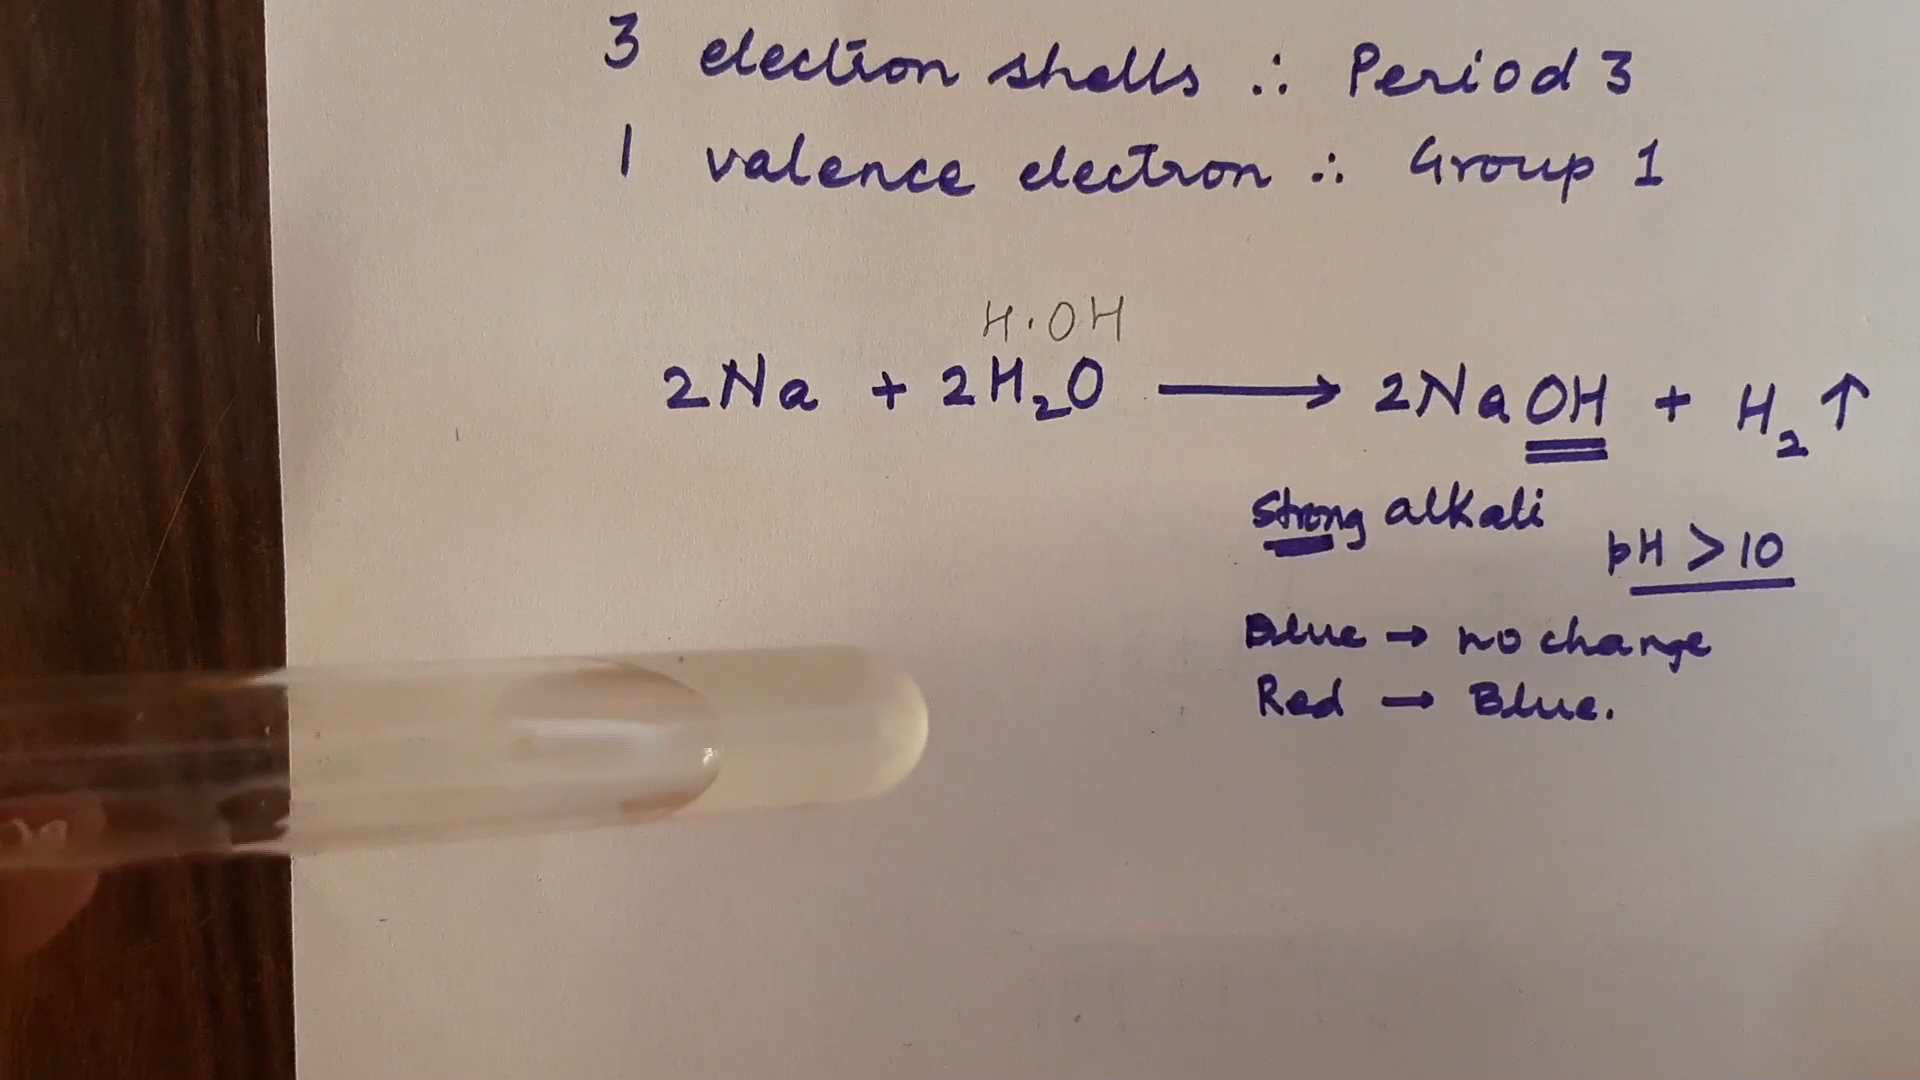 3 electron shells ∴ Period 3
1 valence electron ∴ Group 1
H·OH
2Na + 2H₂O ⟶ 2NaOH + H₂↑
Strong alkali
pH > 10
Blue → no change
Red → Blue.